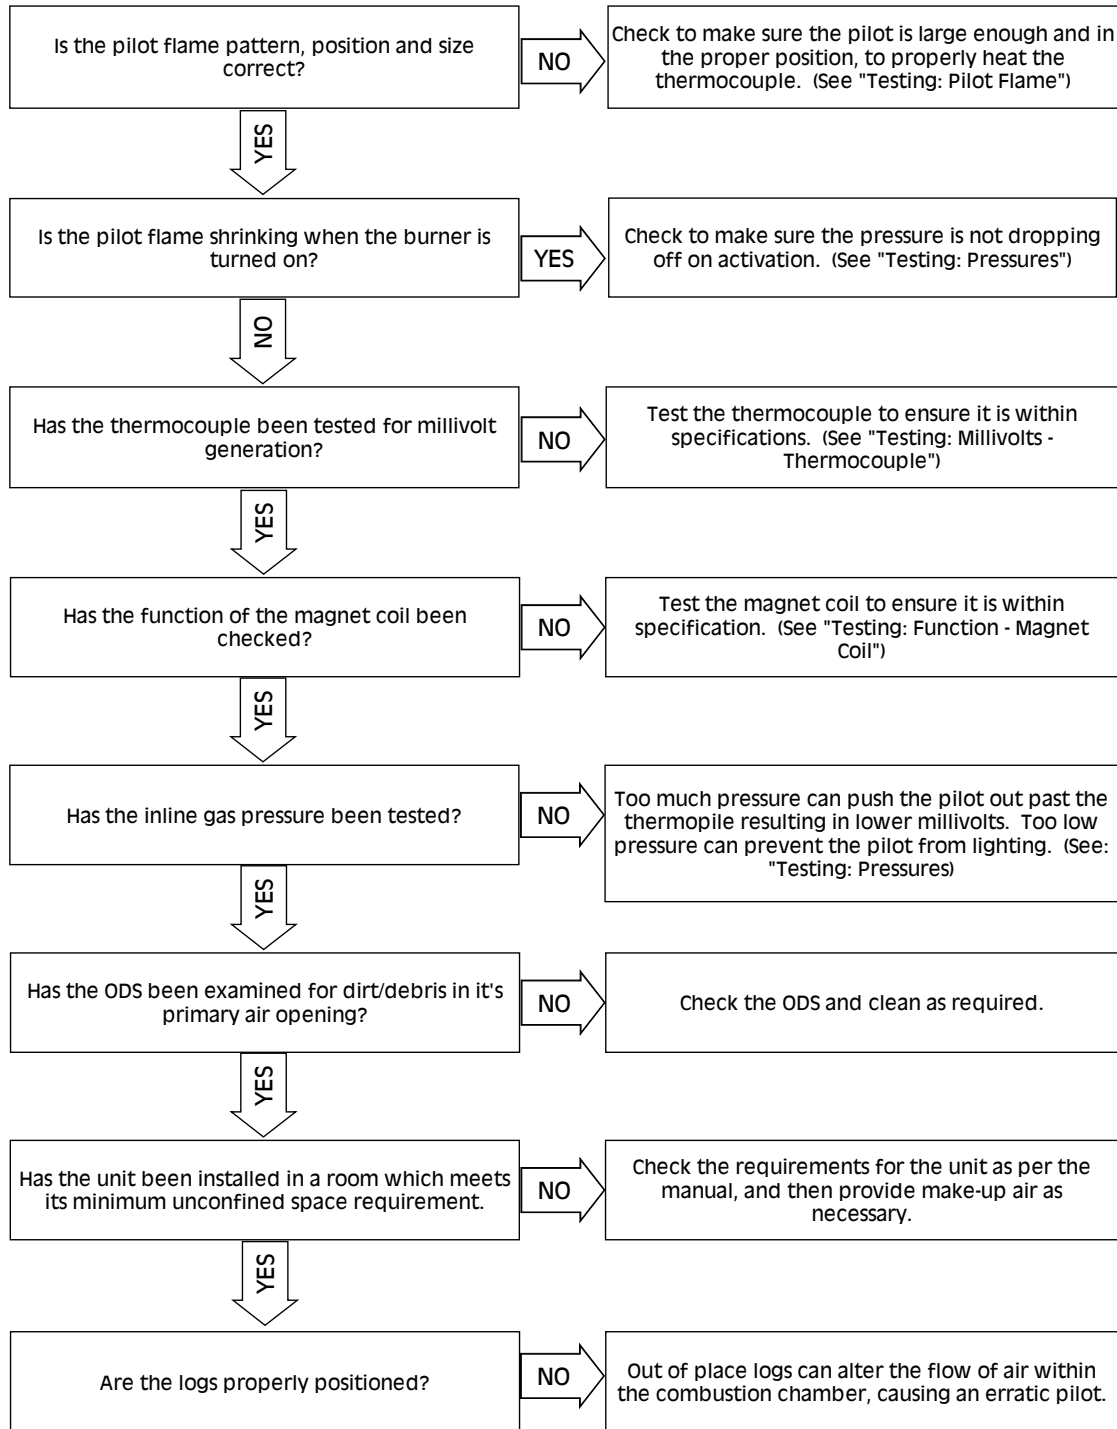 Is the pilot flame pattern, position and size
correct?
NO
Check to make sure the pilot is large enough and in
the proper position, to properly heat the
thermocouple.  (See "Testing: Pilot Flame")
YES
Is the pilot flame shrinking when the burner is
turned on?
YES
Check to make sure the pressure is not dropping
off on activation.  (See "Testing: Pressures")
NO
Has the thermocouple been tested for millivolt
generation?
NO
Test the thermocouple to ensure it is within
specifications.  (See "Testing: Millivolts -
Thermocouple")
YES
Has the function of the magnet coil been
checked?
NO
Test the magnet coil to ensure it is within
specification.  (See "Testing: Function - Magnet
Coil")
YES
Has the inline gas pressure been tested?
NO
Too much pressure can push the pilot out past the
thermopile resulting in lower millivolts.  Too low
pressure can prevent the pilot from lighting.  (See:
"Testing: Pressures)
YES
Has the ODS been examined for dirt/debris in it's
primary air opening?
NO
Check the ODS and clean as required.
YES
Has the unit been installed in a room which meets
its minimum unconfined space requirement.
NO
Check the requirements for the unit as per the
manual, and then provide make-up air as
necessary.
YES
Are the logs properly positioned?
NO
Out of place logs can alter the flow of air within
the combustion chamber, causing an erratic pilot.